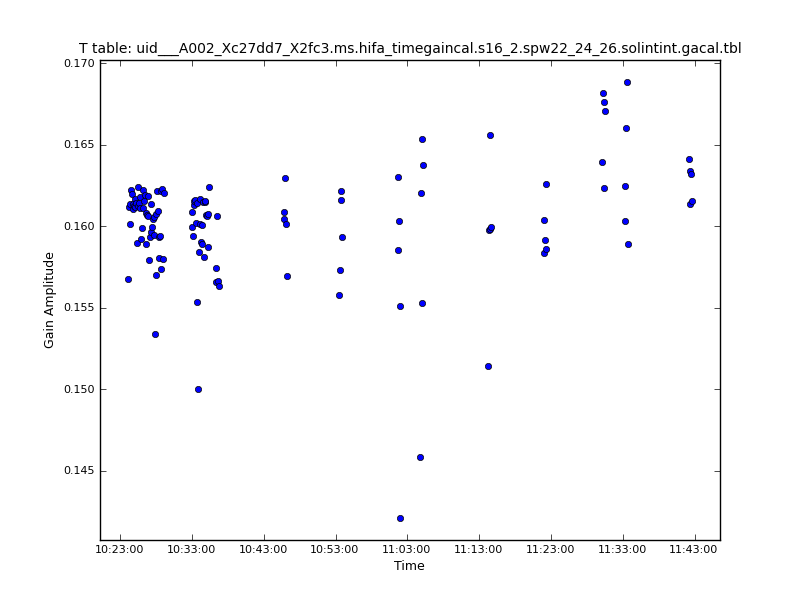 T table: uid___A002_Xc27dd7_X2fc3.ms.hifa_timegaincal.s16_2.spw22_24_26.solintint.gacal.tbl
0.170
0.165
0.160
0.155
0.150
0.145
Gain Amplitude
10:23:00 10:33:00 10:43:00 10:53:00 11:03:00 11:13:00 11:23:00 11:33:00 11:43:00
Time